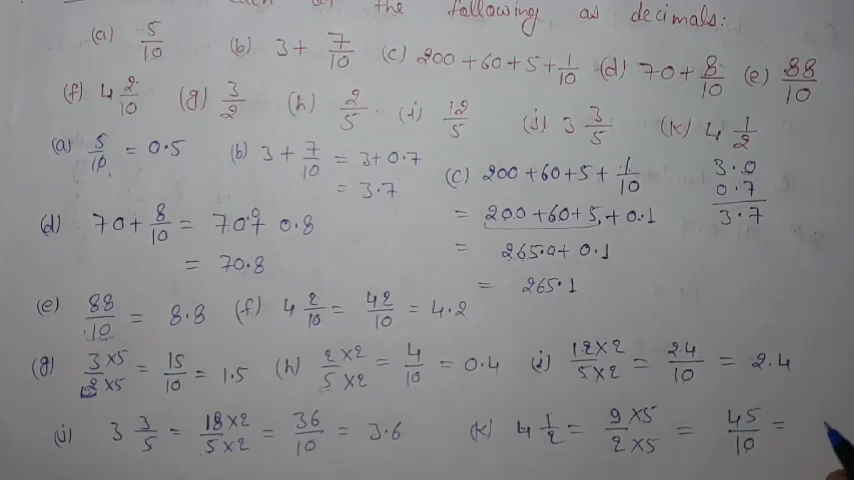 each of the following as decimals:
(a) 5/10 (b) 3 + 7/10 (c) 200 + 60 + 5 + 1/10 (d) 70 + 8/10 (e) 88/10
(f) 4 2/10 (g) 3/2 (h) 2/5 (i) 12/5 (j) 3 3/5 (k) 4 1/2
(a) 5/10 = 0.5 (b) 3 + 7/10 = 3 + 0.7
= 3.7
(c) 200 + 60 + 5 + 1/10
= 200 + 60 + 5 + 0.1
= 265.0 + 0.1
= 265.1
3.0
0.7
3.7
(d) 70 + 8/10 = 70.0 + 0.8
= 70.8
(e) 88/10 = 8.8 (f) 4 2/10 = 42/10 = 4.2
(g) 3×5/2×5 = 15/10 = 1.5 (h) 2×2/5×2 = 4/10 = 0.4 (i) 12×2/5×2 = 24/10 = 2.4
(j) 3 3/5 = 18×2/5×2 = 36/10 = 3.6 (k) 4 1/2 = 9×5/2×5 = 45/10 =